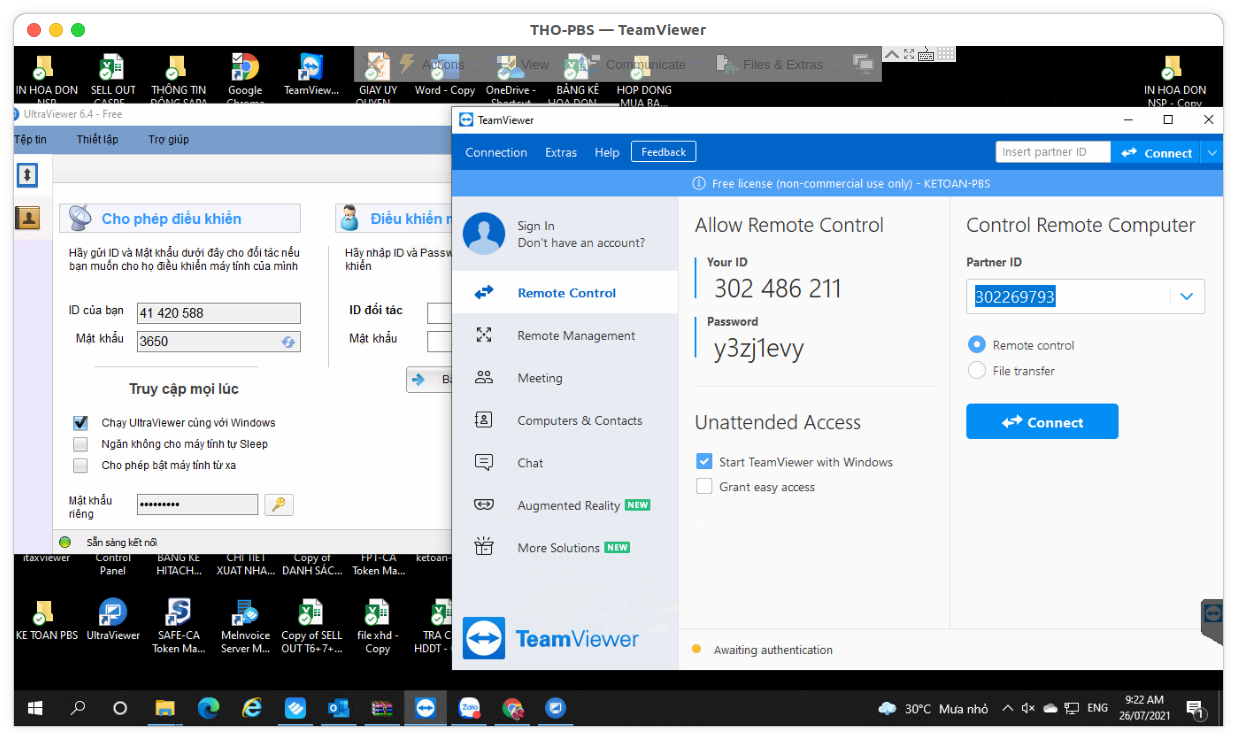 THO-PBS — TeamViewer
Actions
View
Communicate
Files & Extras
IN HOA DON
NSP
SELL OUT
CASPE
THÔNG TIN
ĐÔNG SAPA
Google
Chrome
TeamView...
GIAY UY
QUYEN
Word - Copy
OneDrive -
Shortcut
BẢNG KÊ
HOA DON
HOP DONG
MUA BA...
IN HOA DON
NSP - Copy
UltraViewer 6.4 - Free
Tệp tin
Thiết lập
Trợ giúp
Cho phép điều khiển
Hãy gửi ID và Mật khẩu dưới đây cho đối tác nếu
bạn muốn cho họ điều khiển máy tính của mình
ID của bạn
41 420 588
Mật khẩu
3650
Truy cập mọi lúc
Chạy UltraViewer cùng với Windows
Ngăn không cho máy tính tự Sleep
Cho phép bật máy tính từ xa
Mật khẩu
riêng
•••••••••
Sẵn sàng kết nối
Điều khiển
Hãy nhập ID và Passw
khiển
ID đối tác
Mật khẩu
TeamViewer
Connection
Extras
Help
Feedback
Insert partner ID
Connect
Free license (non-commercial use only) - KETOAN-PBS
Sign In
Don't have an account?
Remote Control
Remote Management
Meeting
Computers & Contacts
Chat
Augmented Reality NEW
More Solutions NEW
TeamViewer
Allow Remote Control
Your ID
302 486 211
Password
y3zj1evy
Unattended Access
Start TeamViewer with Windows
Grant easy access
Control Remote Computer
Partner ID
302269793
Remote control
File transfer
Connect
Awaiting authentication
itaxviewer
Control
Panel
BANG KE
HITACH...
CHI TIET
XUAT NHA...
Copy of
DANH SÁC...
FPT-CA
Token Ma...
ketoan-
KE TOAN PBS
UltraViewer
SAFE-CA
Token Ma...
MeInvoice
Server M...
Copy of SELL
OUT T6+7+...
file xhd -
Copy
TRA C
HDDT -
Zalo
30°C Mưa nhỏ
ENG
9:22 AM
26/07/2021
1